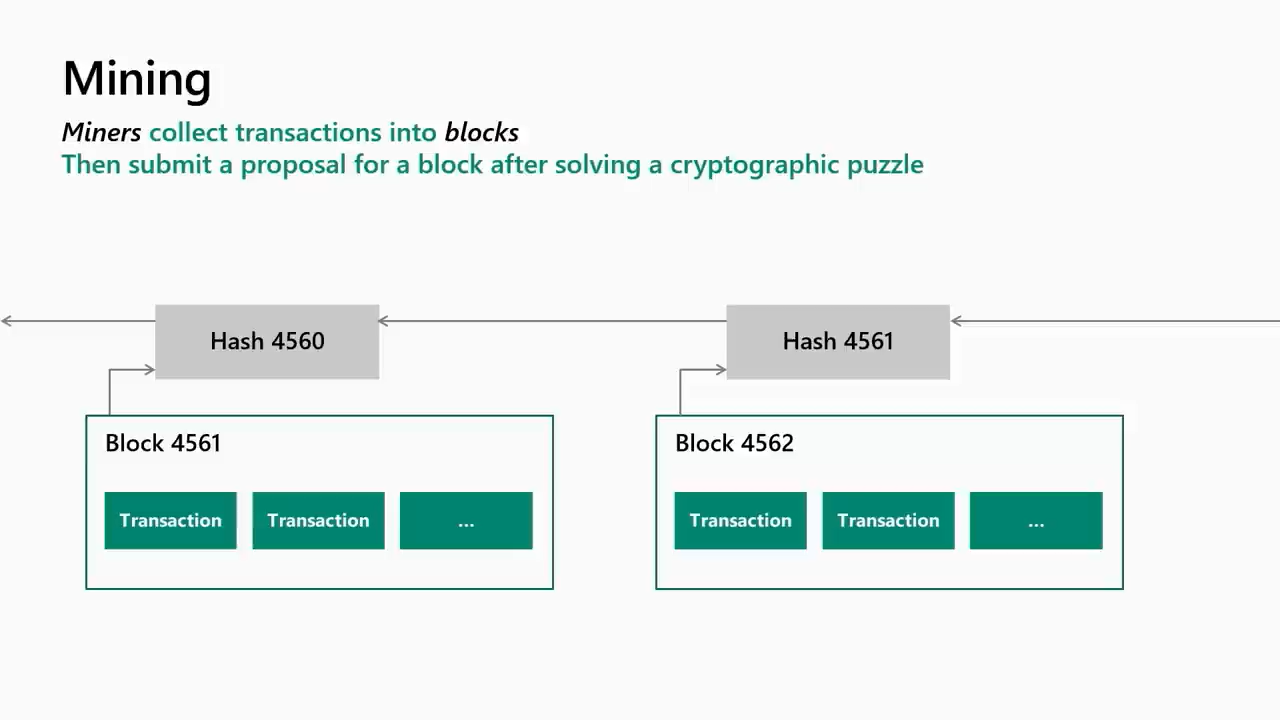 Mining
Miners collect transactions into blocks
Then submit a proposal for a block after solving a cryptographic puzzle
Hash 4560
Hash 4561
Block 4561
Transaction
Transaction
...
Block 4562
Transaction
Transaction
...